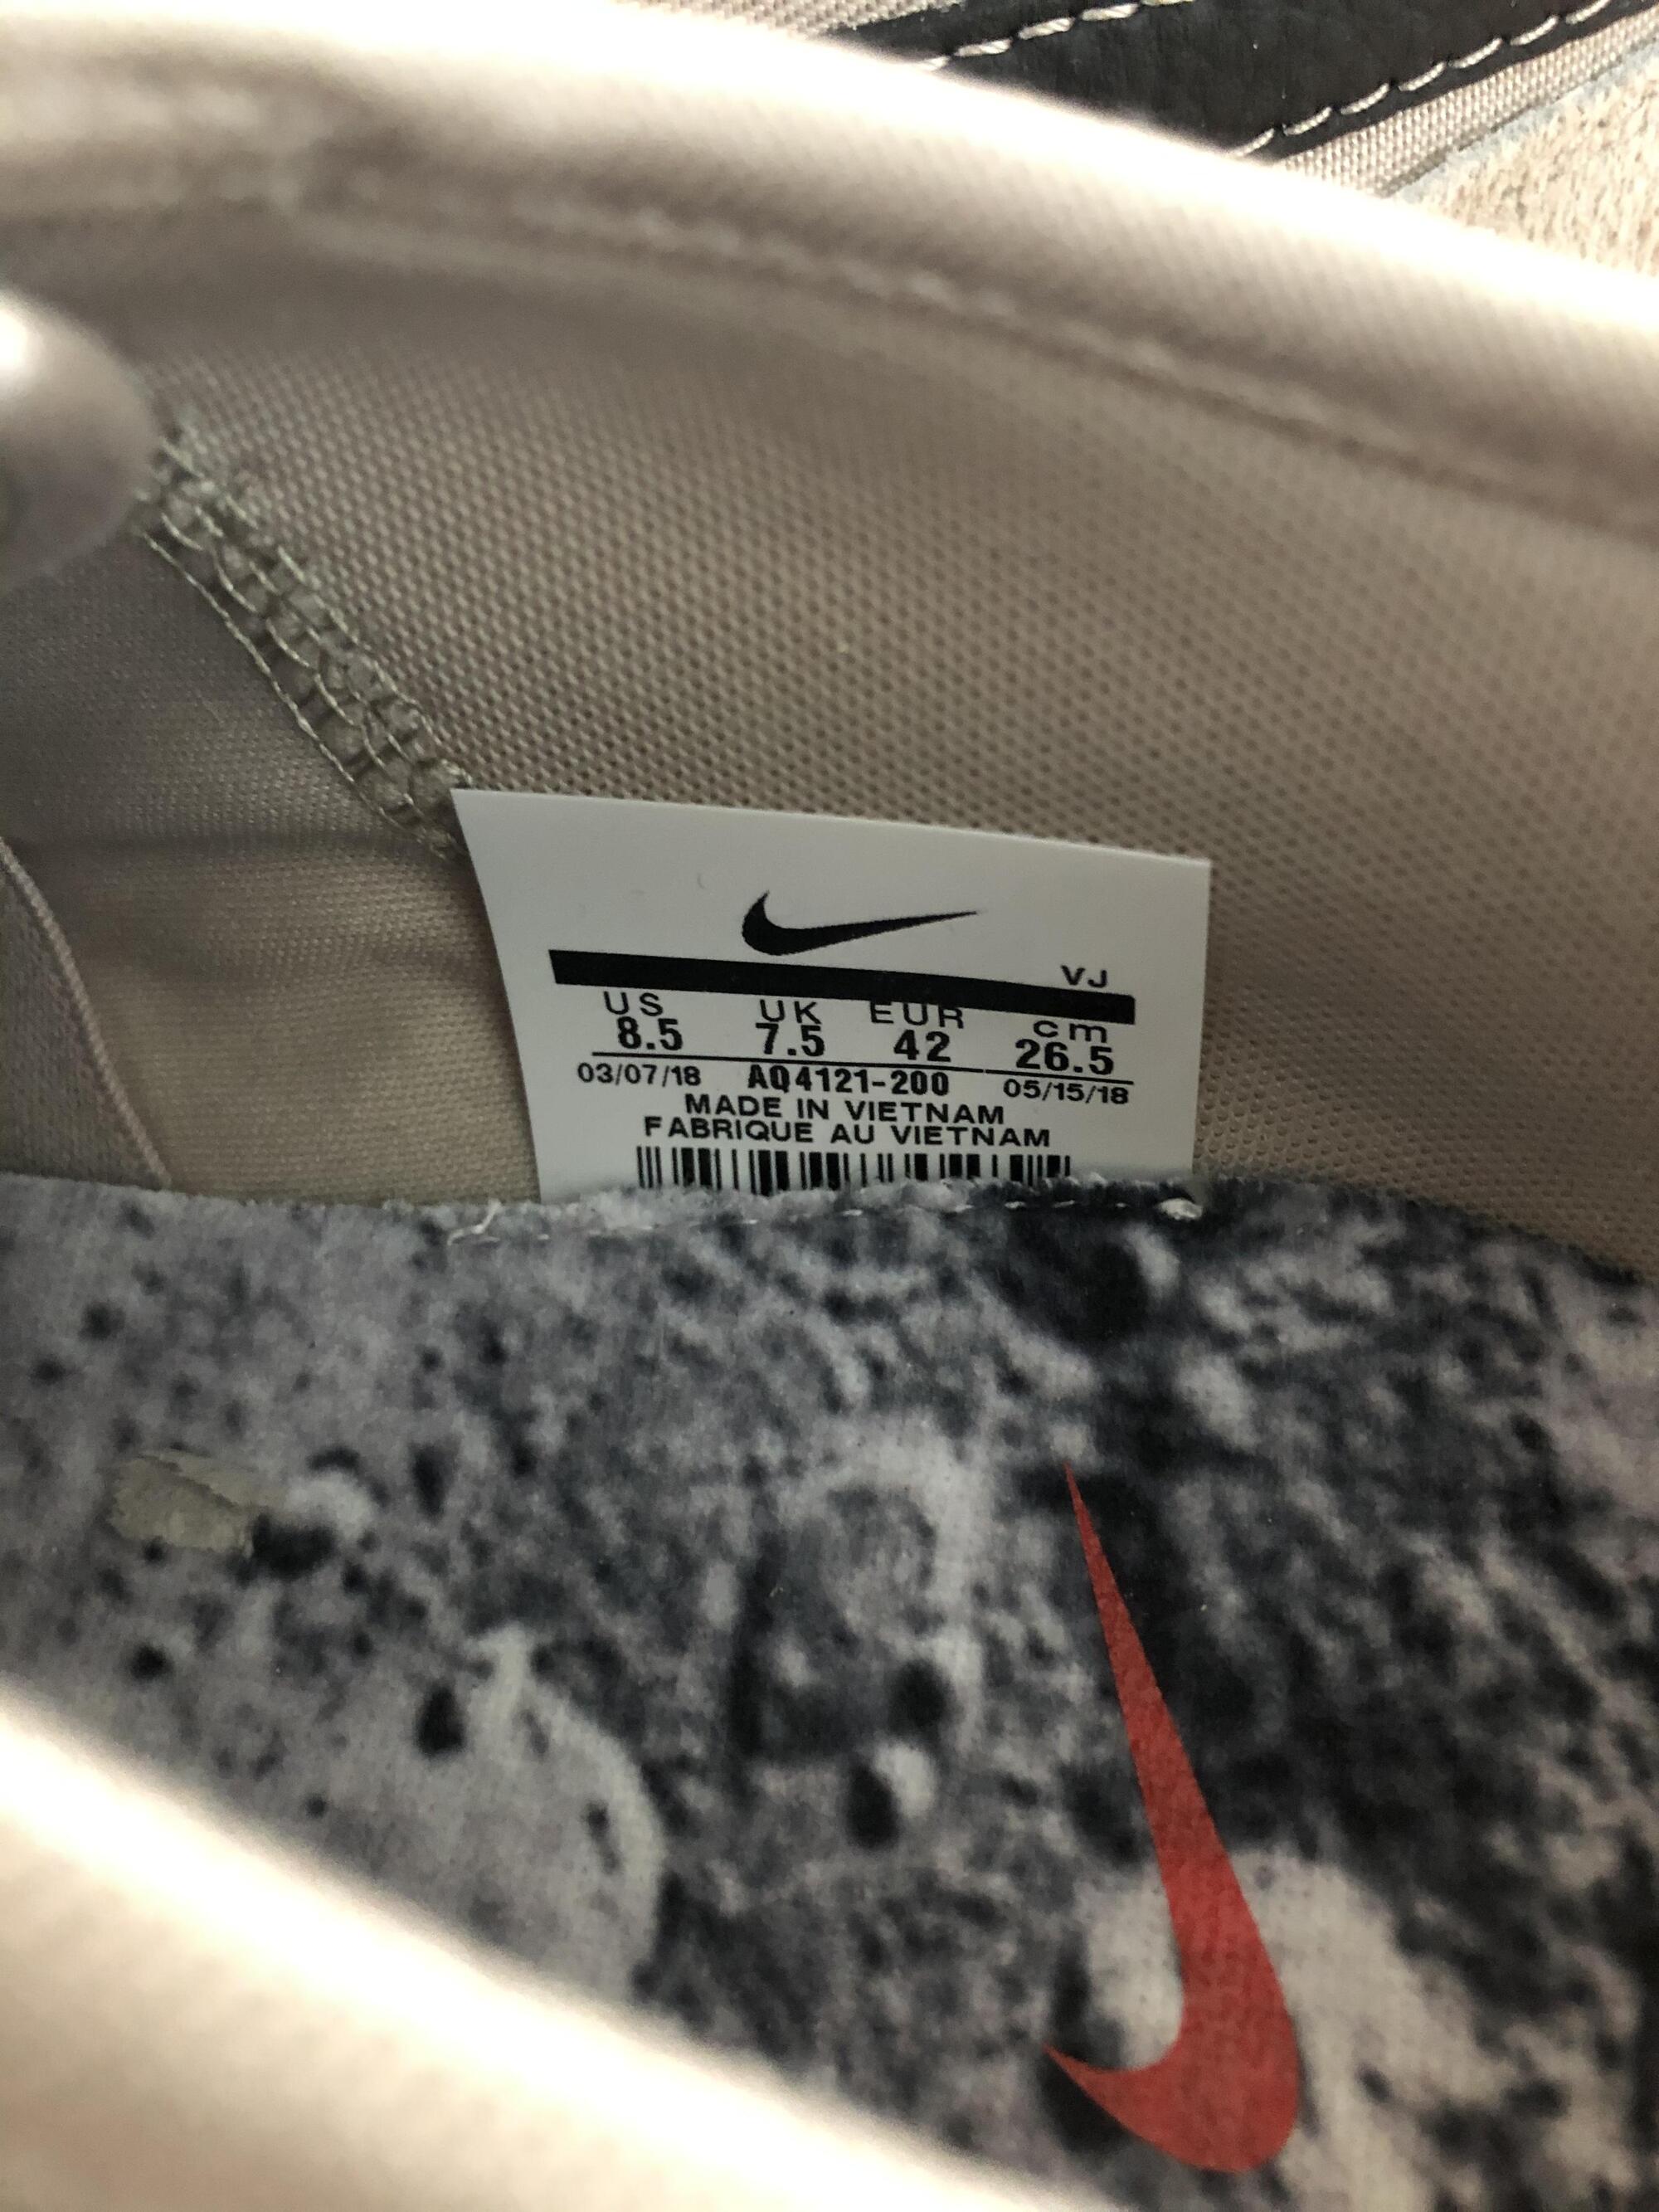 VJ
US UK EUR cm
8.5 7.5 42 26.5
03/07/18 AQ4121-200 05/15/18
MADE IN VIETNAM
FABRIQUE AU VIETNAM